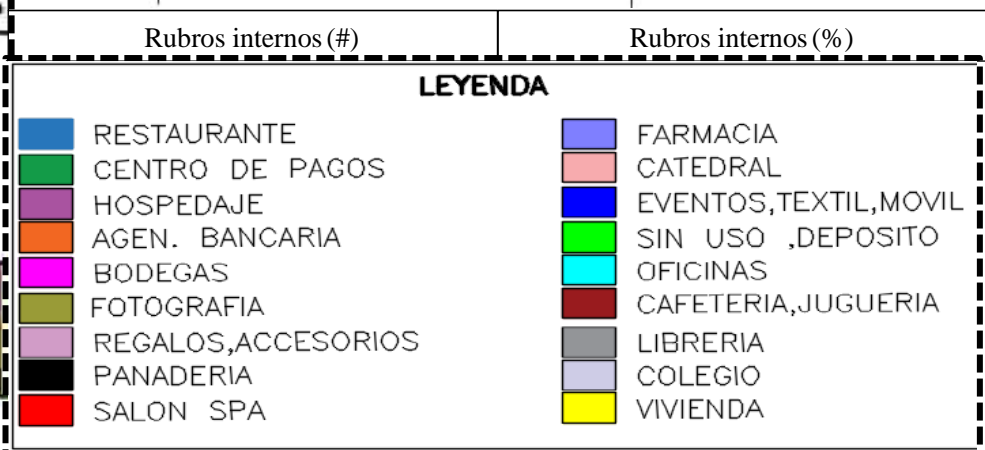 Rubros internos (#) Rubros internos (%)
LEYENDA
RESTAURANTE
CENTRO DE PAGOS
HOSPEDAJE
AGEN. BANCARIA
BODEGAS
FOTOGRAFIA
REGALOS,ACCESORIOS
PANADERIA
SALON SPA
FARMACIA
CATEDRAL
EVENTOS,TEXTIL,MOVIL
SIN USO ,DEPOSITO
OFICINAS
CAFETERIA,JUGUERIA
LIBRERIA
COLEGIO
VIVIENDA